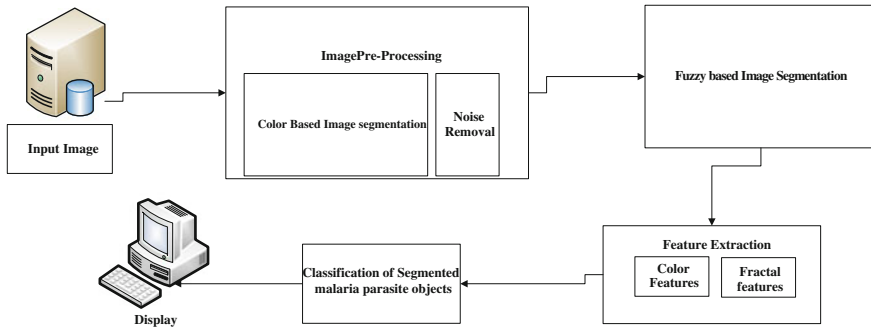 ImagePre-Processing
Color Based Image segmentation
Noise
Removal
Fuzzy based Image Segmentation
Input Image
Feature Extraction
Color
Features
Fractal
features
Classification of Segmented
malaria parasite objects
Display